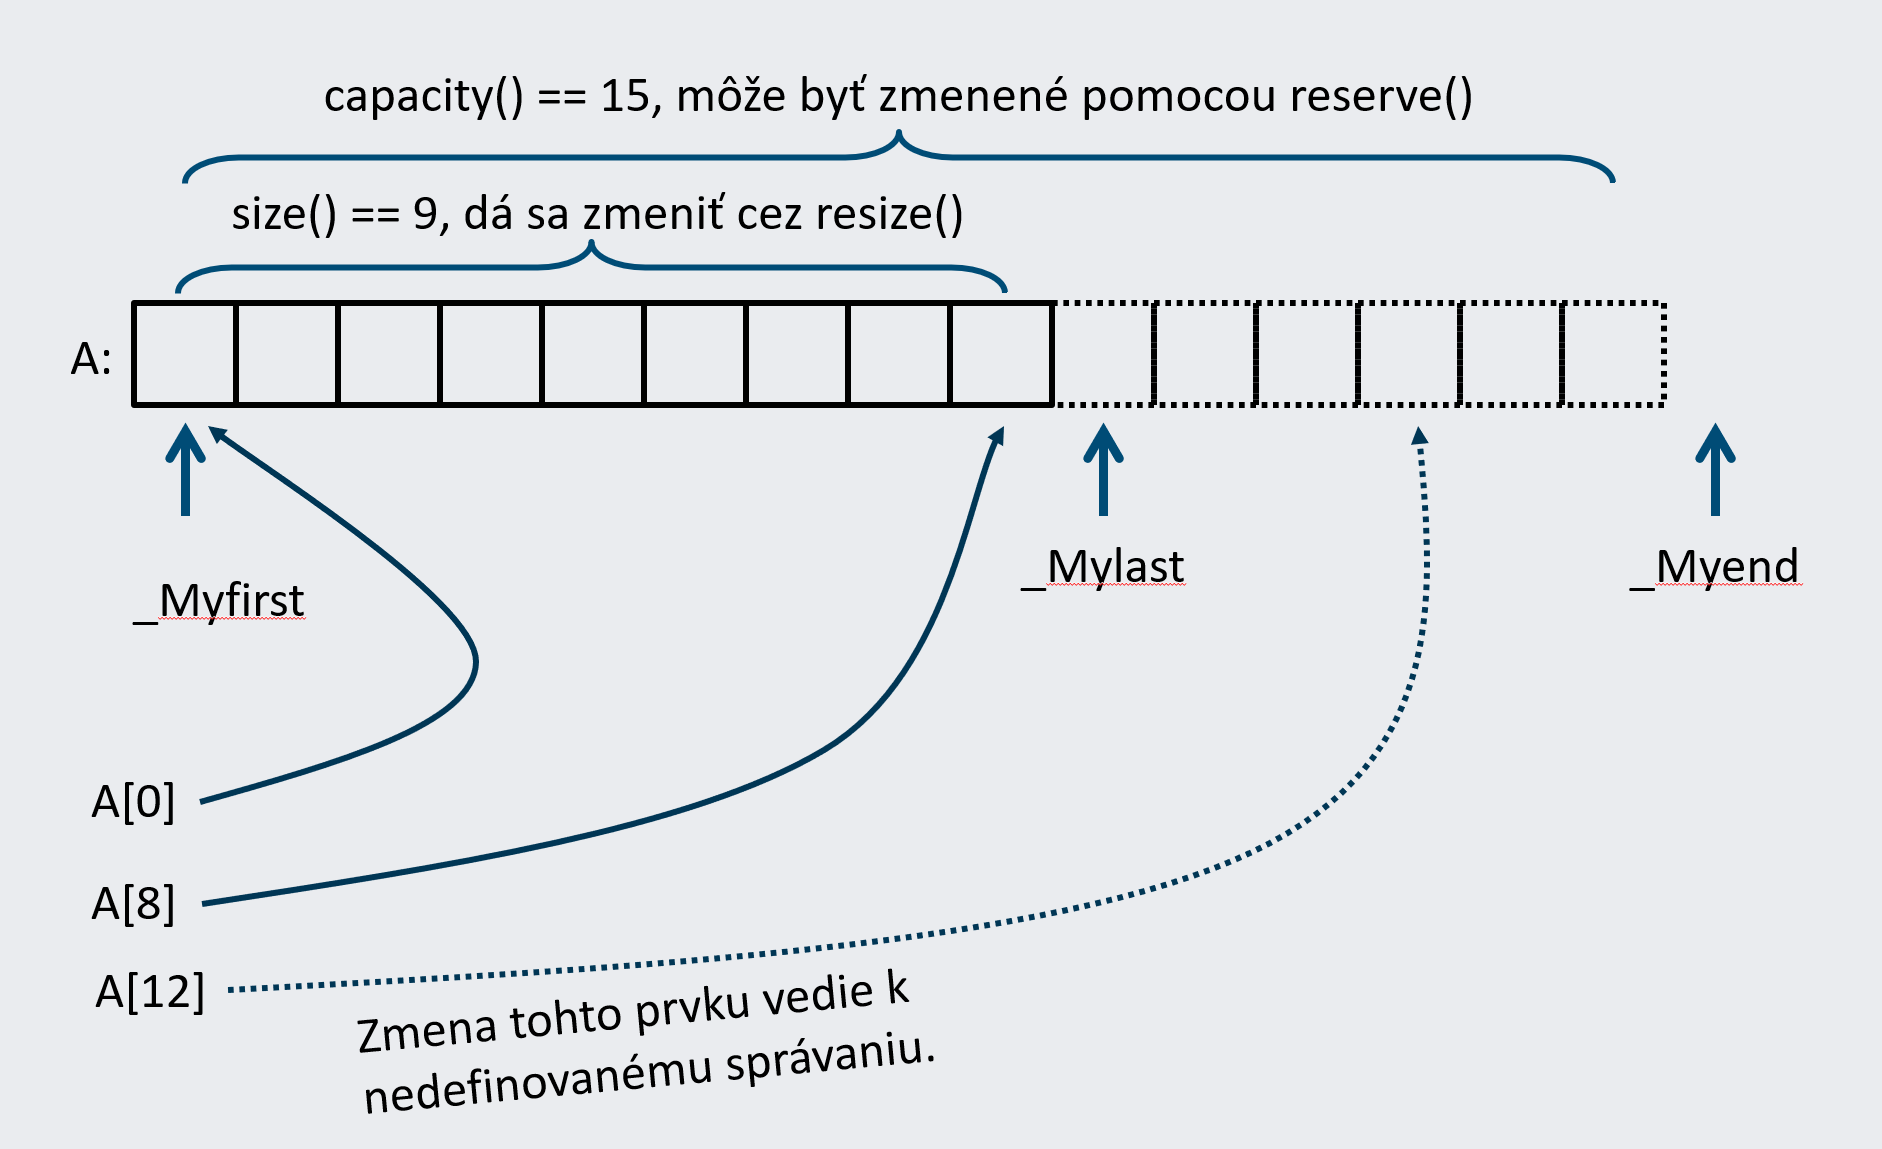 capacity() == 15, môže byť zmenené pomocou reserve()
size() == 9, dá sa zmeniť cez resize()
A:
_Myfirst
_Mylast
_Myend
A[0]
A[8]
A[12]
Zmena tohto prvku vedie k
nedefinovanému správaniu.